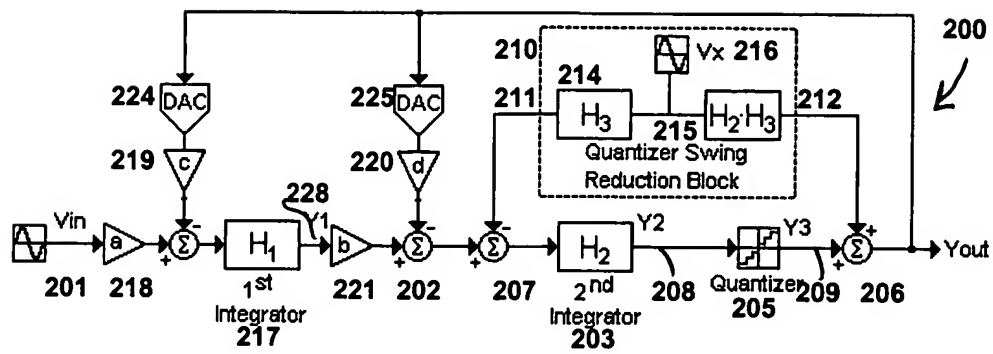 200
210
214
Vx 216
224
DAC
225
DAC
211
H3
215
H2·H3
212
Quantizer Swing
Reduction Block
219
c
220
d
228
Y1
Vin
a
Σ
-
+
H1
b
Σ
-
+
Σ
-
+
H2
Y2
Y3
Σ
+
+
Yout
201
218
1st
Integrator
217
221
202
207
2nd
Integrator
203
208
Quantizer
205
209
206